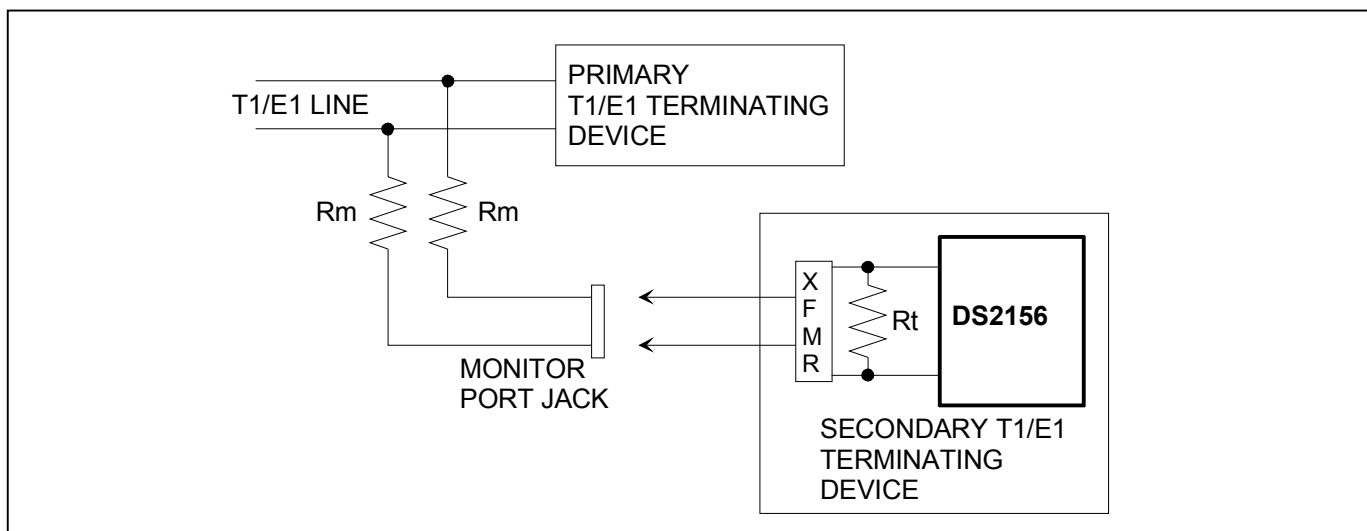 PRIMARY
T1/E1 TERMINATING
DEVICE
T1/E1 LINE
Rm
Rm
MONITOR
PORT JACK
X
F
M
R
Rt
DS2156
SECONDARY T1/E1
TERMINATING
DEVICE